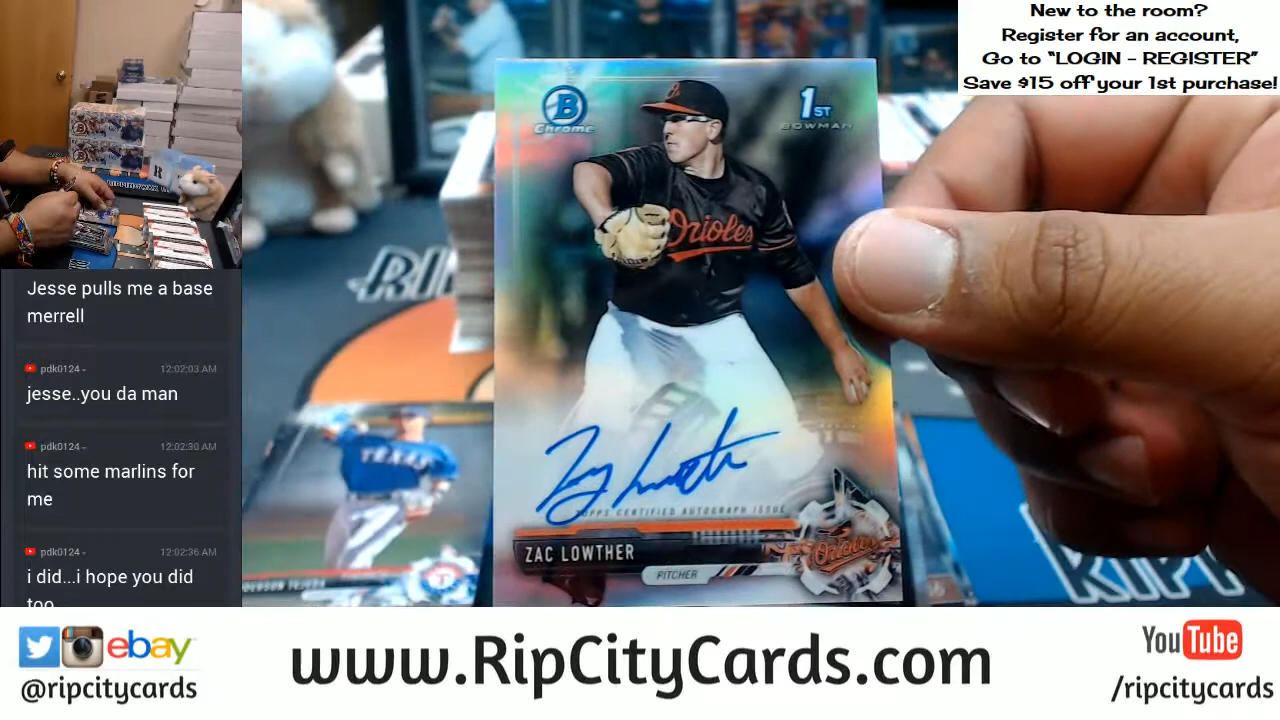 New to the room?
Register for an account,
Go to “LOGIN - REGISTER”
Save $15 off your 1st purchase!
Jesse pulls me a base
merrell
pdk0124 - 12:02:03 AM
jesse..you da man
pdk0124 - 12:02:30 AM
hit some marlins for
me
pdk0124 - 12:02:36 AM
i did...i hope you did
too
B
Chrome
1ST
BOWMAN
Orioles
TEXAS
TOPPS CERTIFIED AUTOGRAPH ISSUE
ZAC LOWTHER
PITCHER
Orioles
T
ebay
@ripcitycards
www.RipCityCards.com
YouTube
/ripcitycards